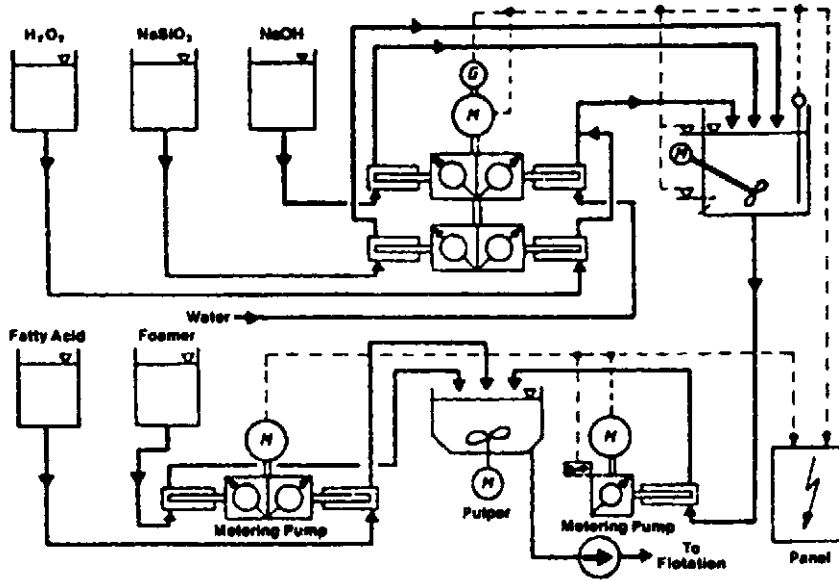 H₂O₂
NaSiO₃
NaOH
G
M
M
Water
Fatty Acid
Foamer
M
M
M
Pulper
Metering Pump
Metering Pump
To
Flotation
Panel